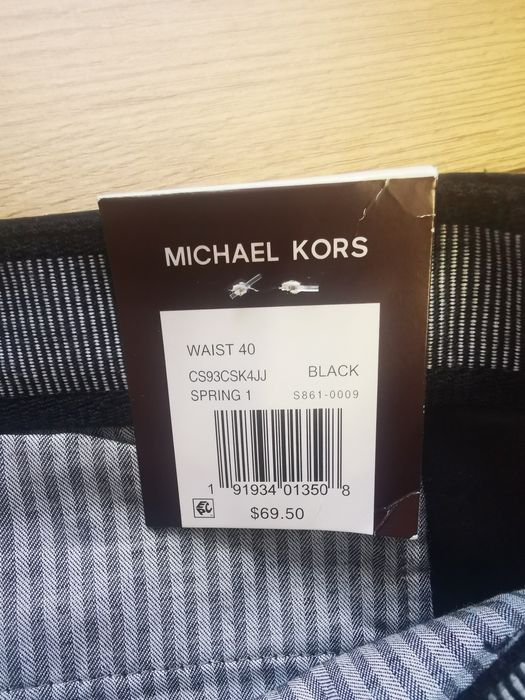 MICHAEL KORS
WAIST 40
CS93CSK4JJ BLACK
SPRING 1 S861-0009
1 91934 01350 8
$69.50